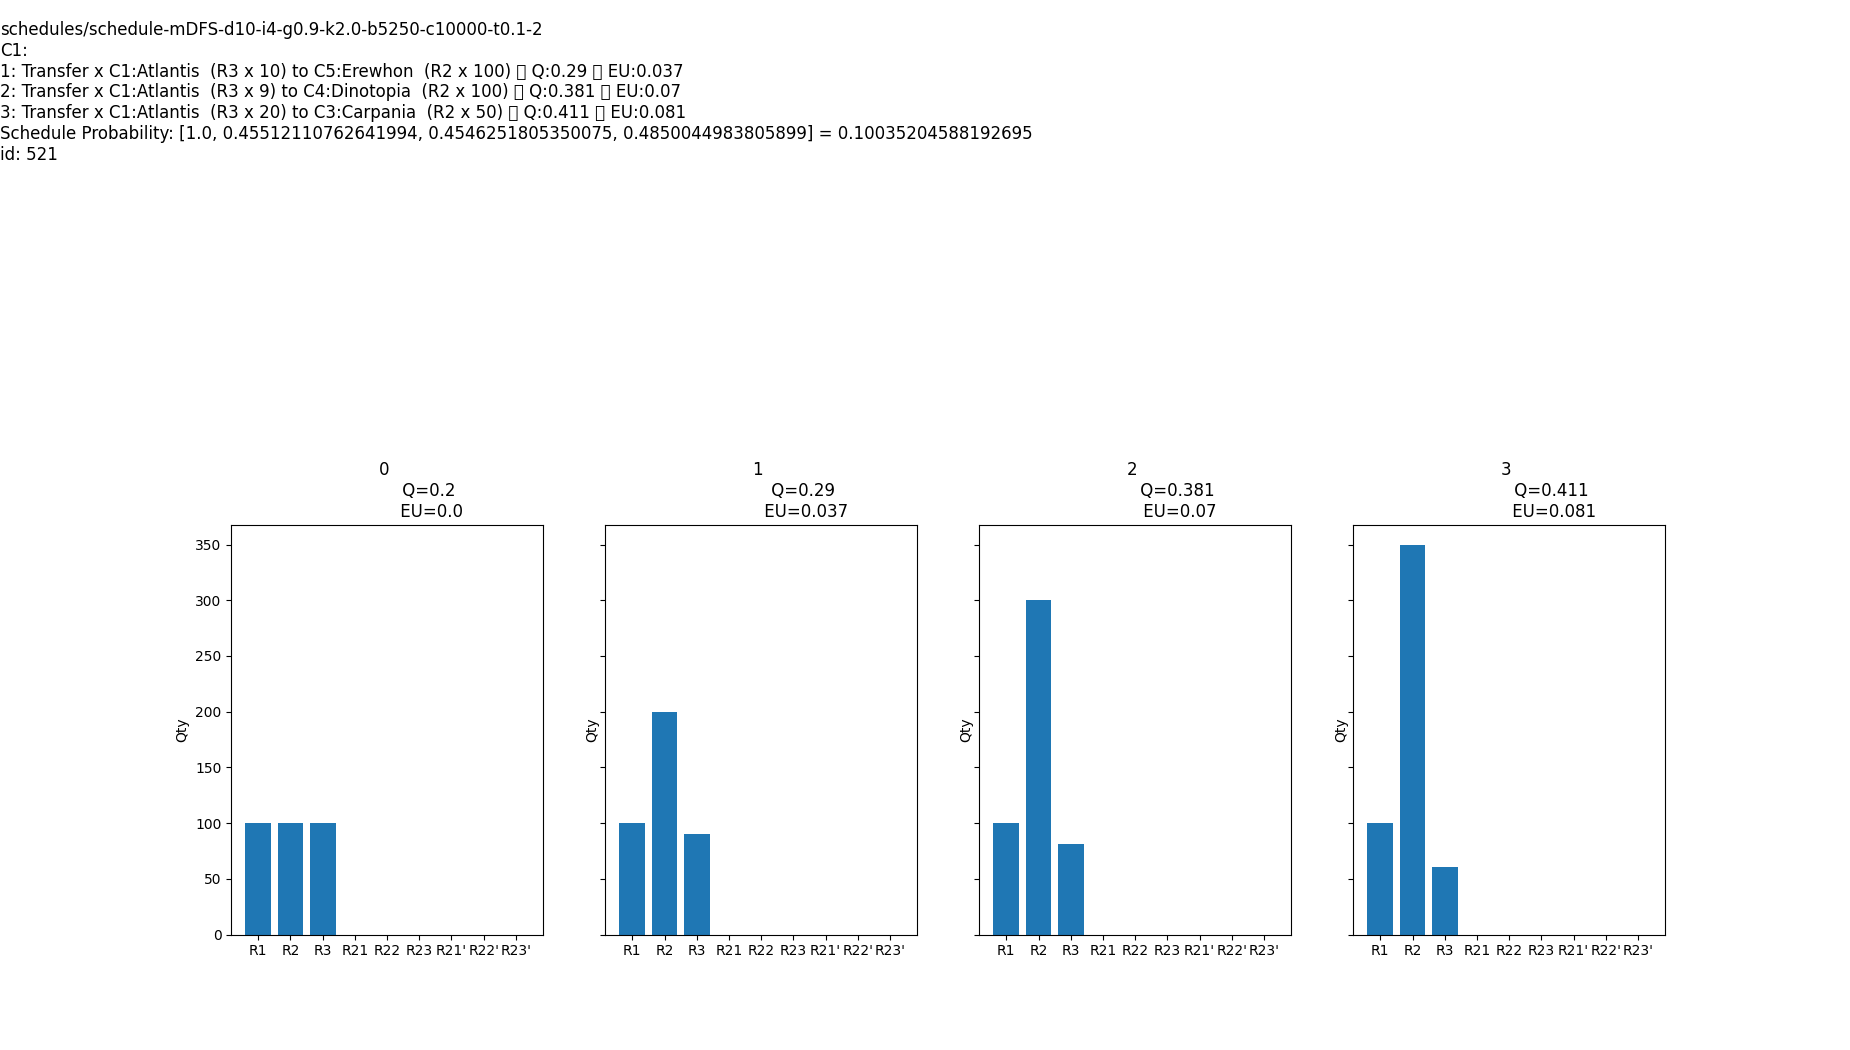 schedules/schedule-mDFS-d10-i4-g0.9-k2.0-b5250-c10000-t0.1-2
C1:
1: Transfer x C1:Atlantis  (R3 x 10) to C5:Erewhon  (R2 x 100) ▯ Q:0.29 ▯ EU:0.037
2: Transfer x C1:Atlantis  (R3 x 9) to C4:Dinotopia  (R2 x 100) ▯ Q:0.381 ▯ EU:0.07
3: Transfer x C1:Atlantis  (R3 x 20) to C3:Carpania  (R2 x 50) ▯ Q:0.411 ▯ EU:0.081
Schedule Probability: [1.0, 0.45512110762641994, 0.4546251805350075, 0.4850044983805899] = 0.10035204588192695
id: 521
0
Q=0.2
EU=0.0
350
300
250
200
150
100
50
0
Qty
R1 R2 R3 R21 R22 R23 R21' R22' R23'
1
Q=0.29
EU=0.037
Qty
R1 R2 R3 R21 R22 R23 R21' R22' R23'
2
Q=0.381
EU=0.07
Qty
R1 R2 R3 R21 R22 R23 R21' R22' R23'
3
Q=0.411
EU=0.081
Qty
R1 R2 R3 R21 R22 R23 R21' R22' R23'